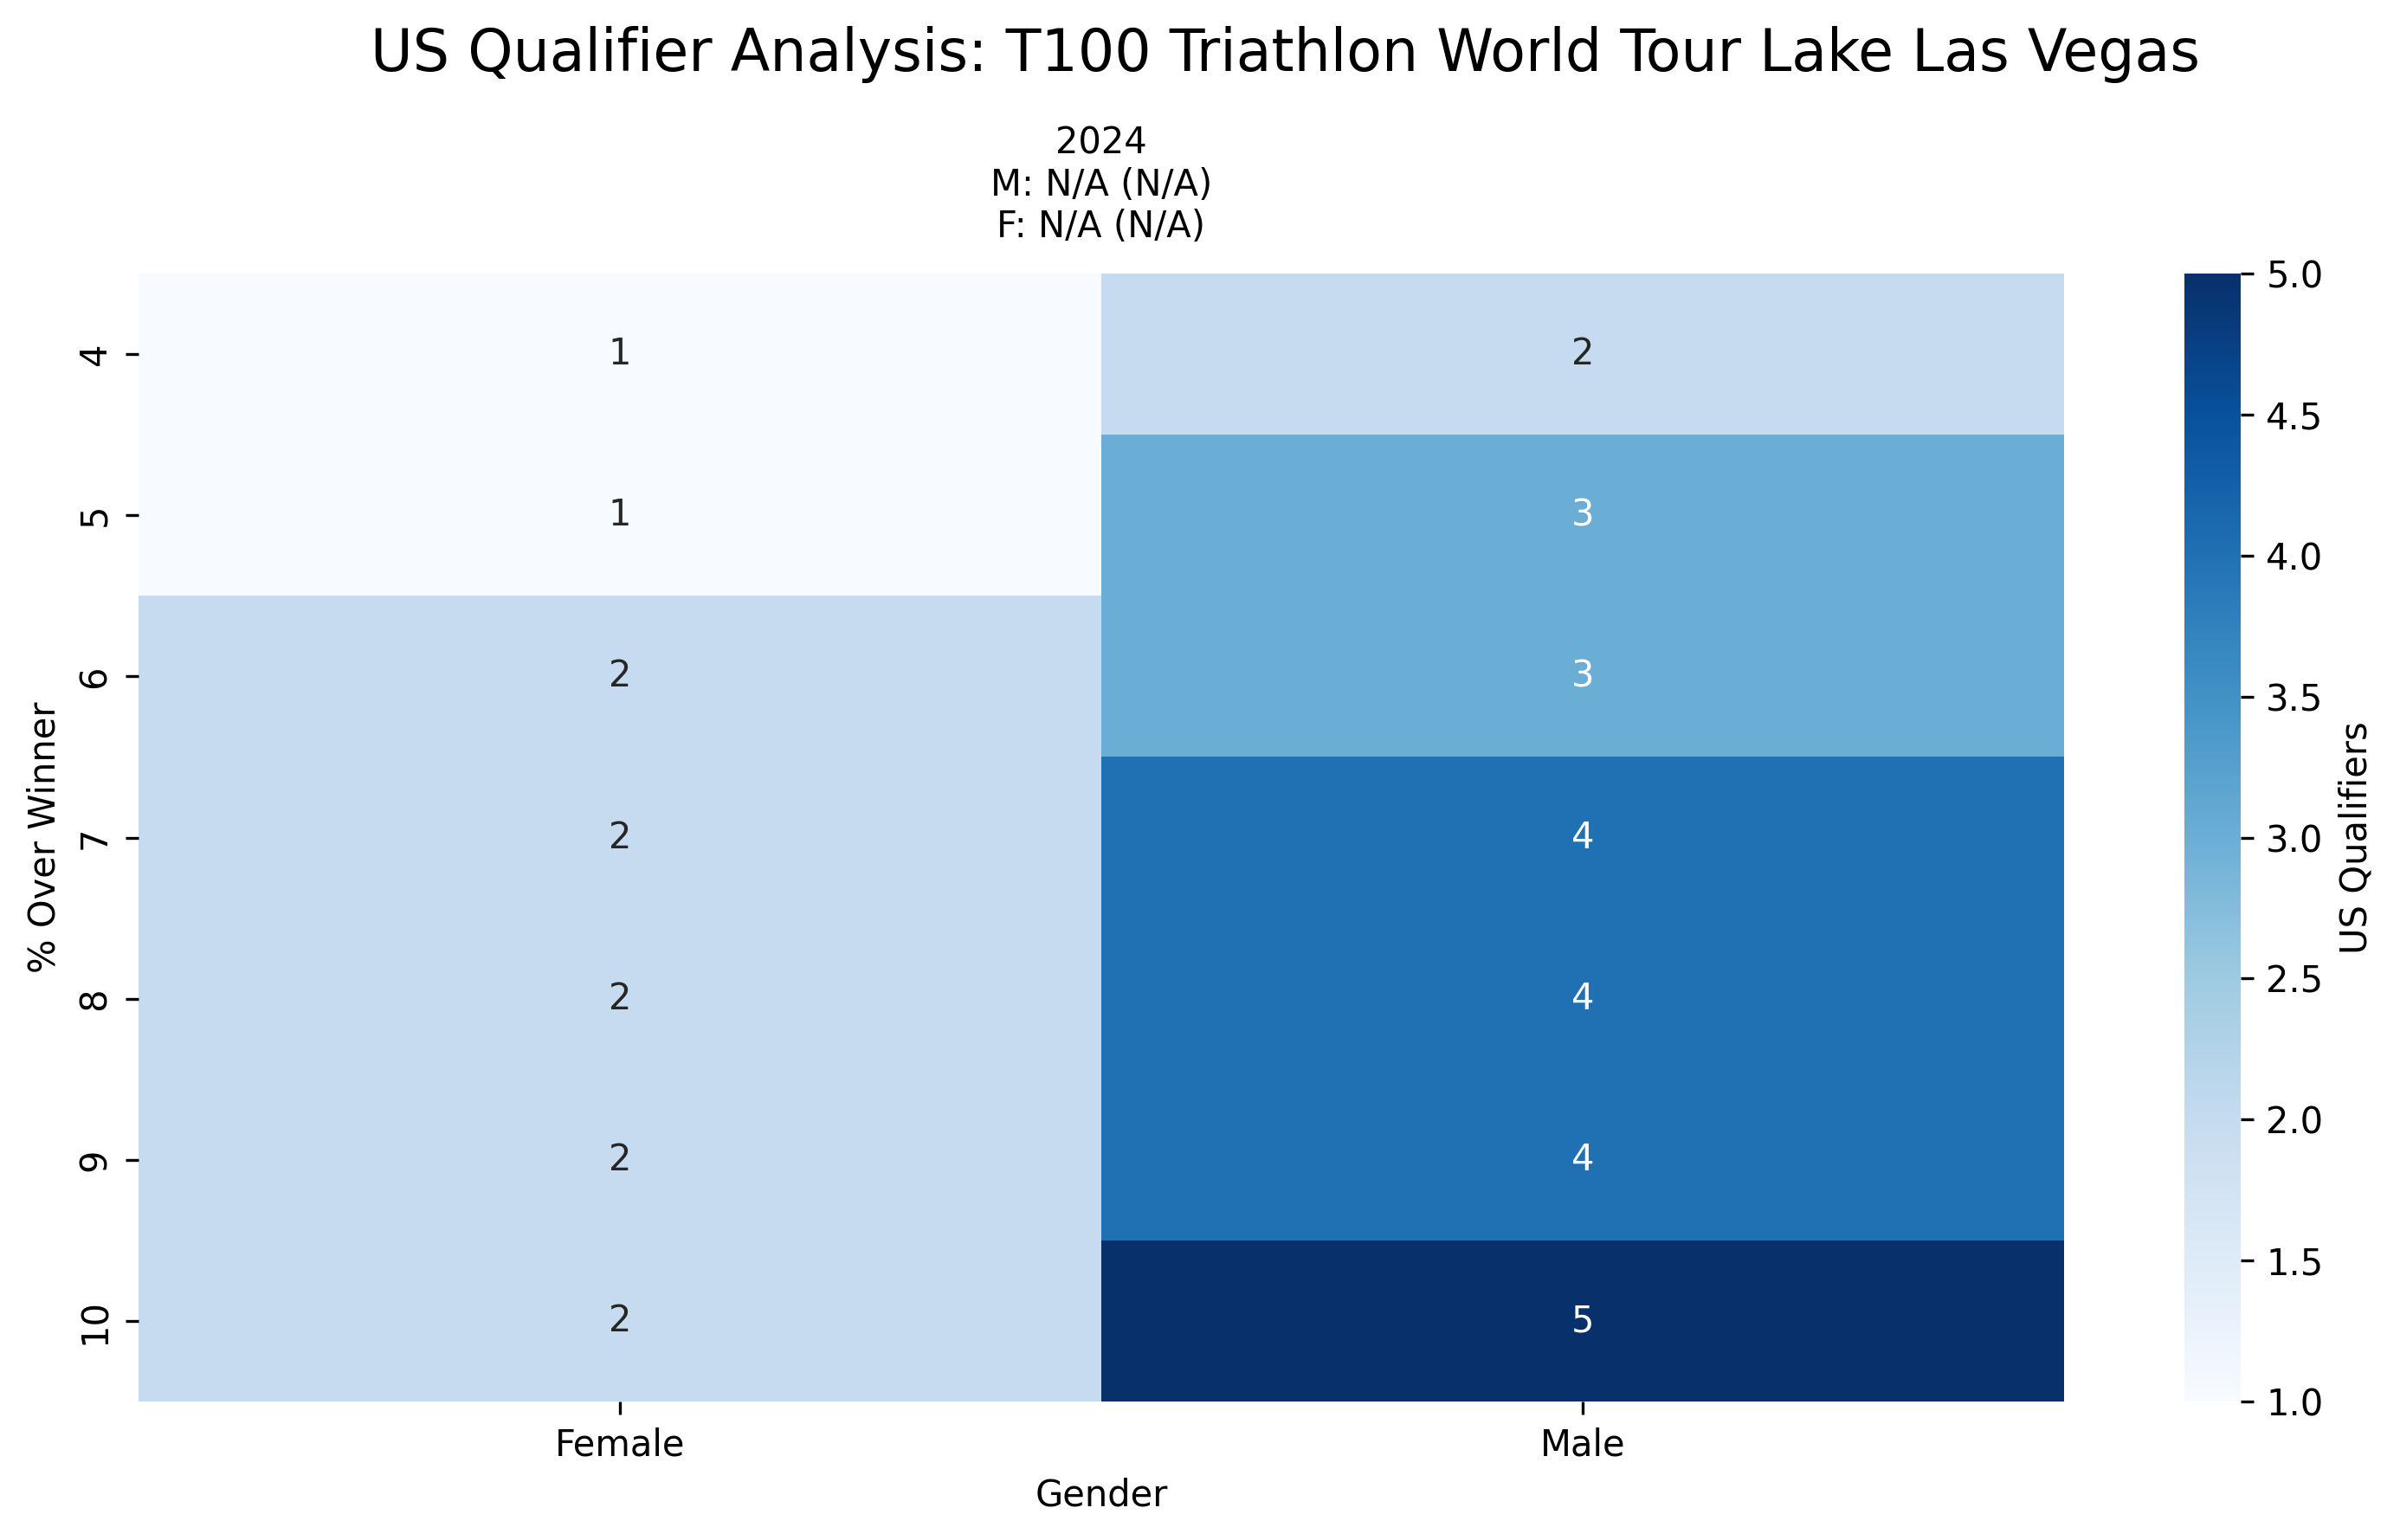 US Qualifier Analysis: T100 Triathlon World Tour Lake Las Vegas
2024
M: N/A (N/A)
F: N/A (N/A)
% Over Winner
4 1 2
5 1 3
6 2 3
7 2 4
8 2 4
9 2 4
10 2 5
Female Male
Gender
5.0
4.5
4.0
3.5
3.0
2.5
2.0
1.5
1.0
US Qualifiers